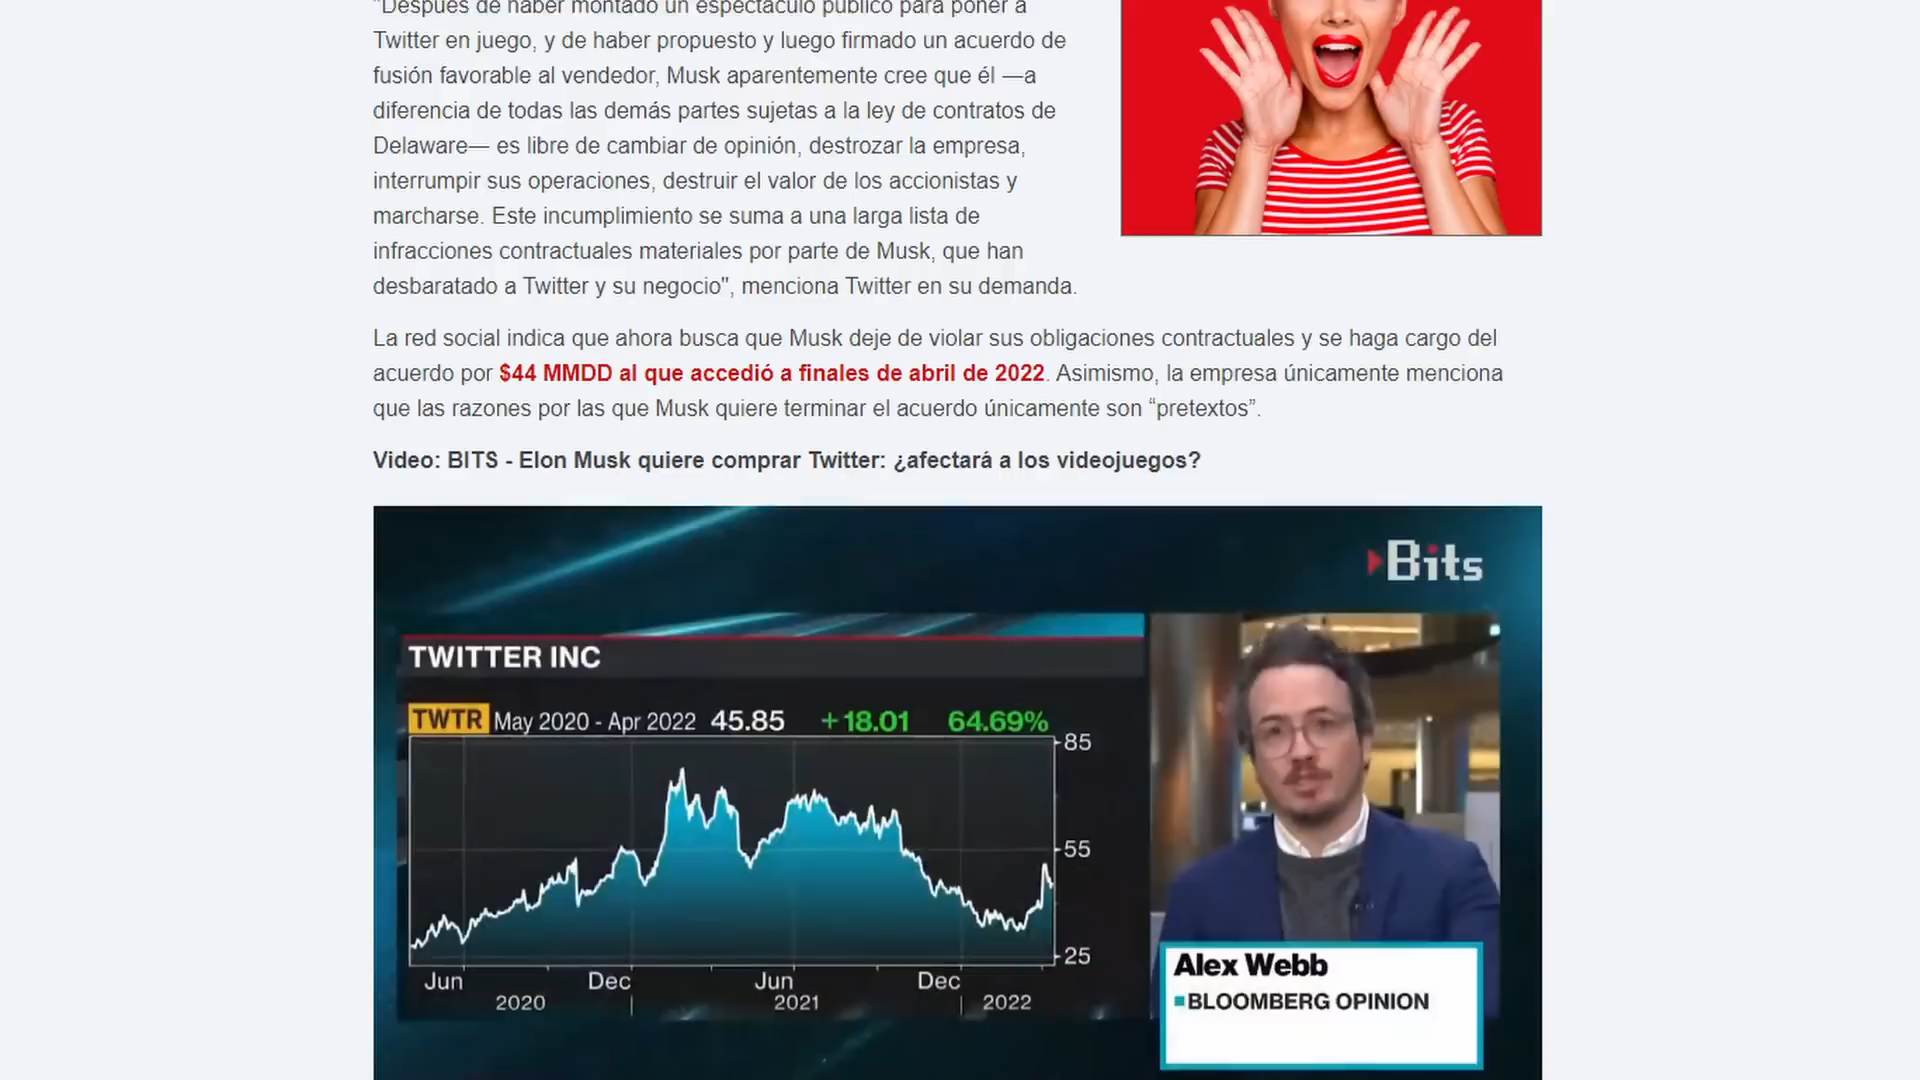 "Después de haber montado un espectáculo público para poner a
Twitter en juego, y de haber propuesto y luego firmado un acuerdo de
fusión favorable al vendedor, Musk aparentemente cree que él —a
diferencia de todas las demás partes sujetas a la ley de contratos de
Delaware— es libre de cambiar de opinión, destrozar la empresa,
interrumpir sus operaciones, destruir el valor de los accionistas y
marcharse. Este incumplimiento se suma a una larga lista de
infracciones contractuales materiales por parte de Musk, que han
desbaratado a Twitter y su negocio", menciona Twitter en su demanda.
La red social indica que ahora busca que Musk deje de violar sus obligaciones contractuales y se haga cargo del
acuerdo por $44 MMDD al que accedió a finales de abril de 2022. Asimismo, la empresa únicamente menciona
que las razones por las que Musk quiere terminar el acuerdo únicamente son “pretextos”.
Video: BITS - Elon Musk quiere comprar Twitter: ¿afectará a los videojuegos?
Bits
TWITTER INC
TWTR May 2020 - Apr 2022 45.85 +18.01 64.69%
85
55
25
Jun Dec Jun Dec
2020 2021 2022
Alex Webb
BLOOMBERG OPINION